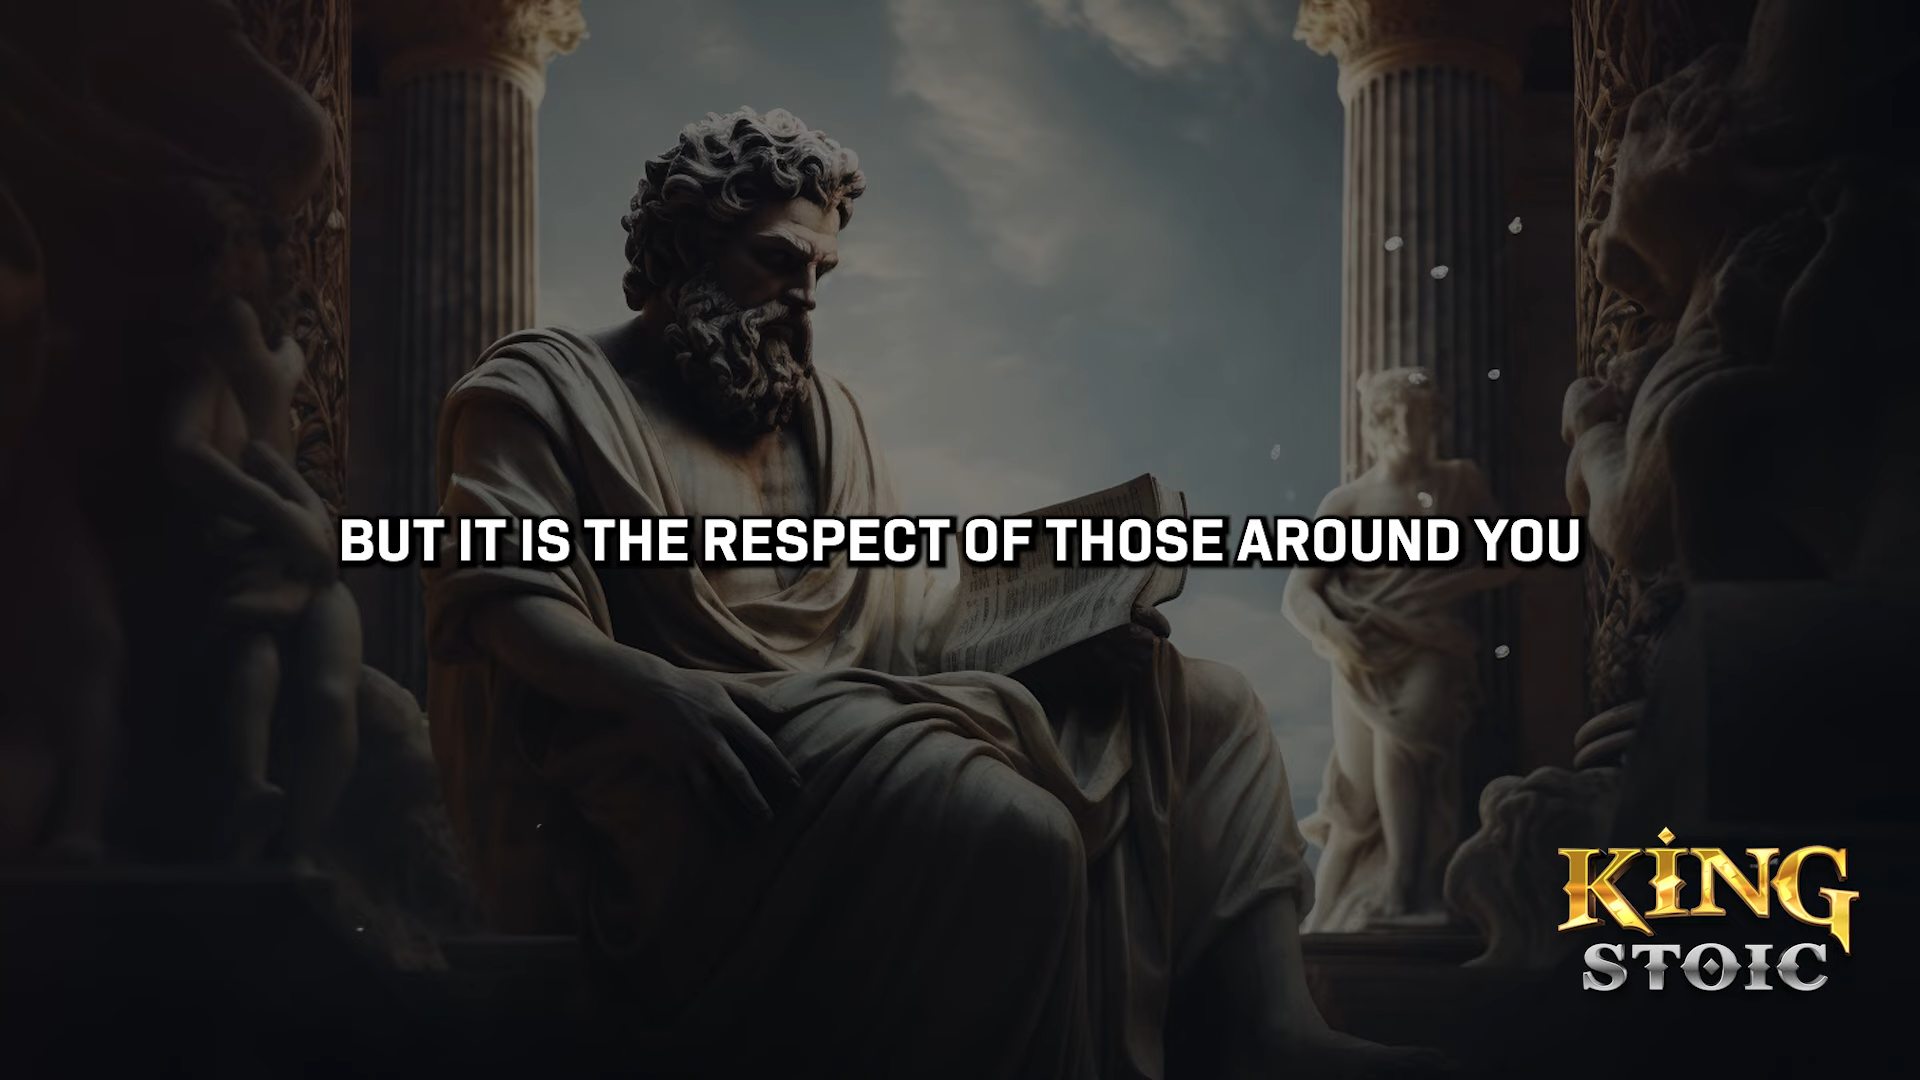 BUT IT IS THE RESPECT OF THOSE AROUND YOU
KING
STOIC